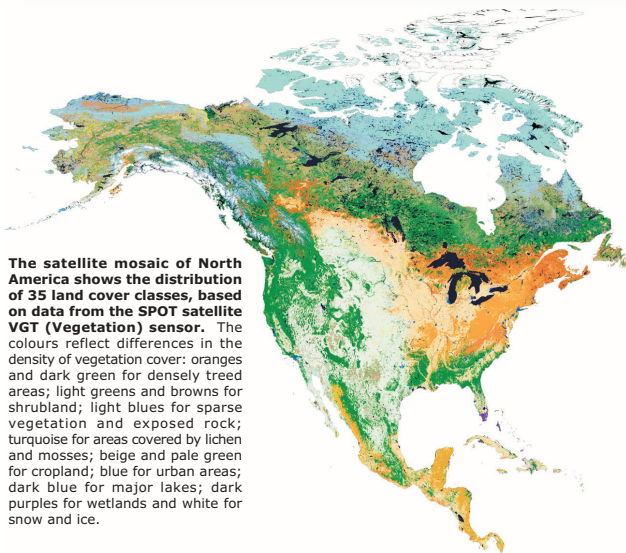 The satellite mosaic of North
America shows the distribution
of 35 land cover classes, based
on data from the SPOT satellite
VGT (Vegetation) sensor. The
colours reflect differences in the
density of vegetation cover: oranges
and dark green for densely treed
areas; light greens and browns for
shrubland; light blues for sparse
vegetation and exposed rock;
turquoise for areas covered by lichen
and mosses; beige and pale green
for cropland; blue for urban areas;
dark blue for major lakes; dark
purples for wetlands and white for
snow and ice.